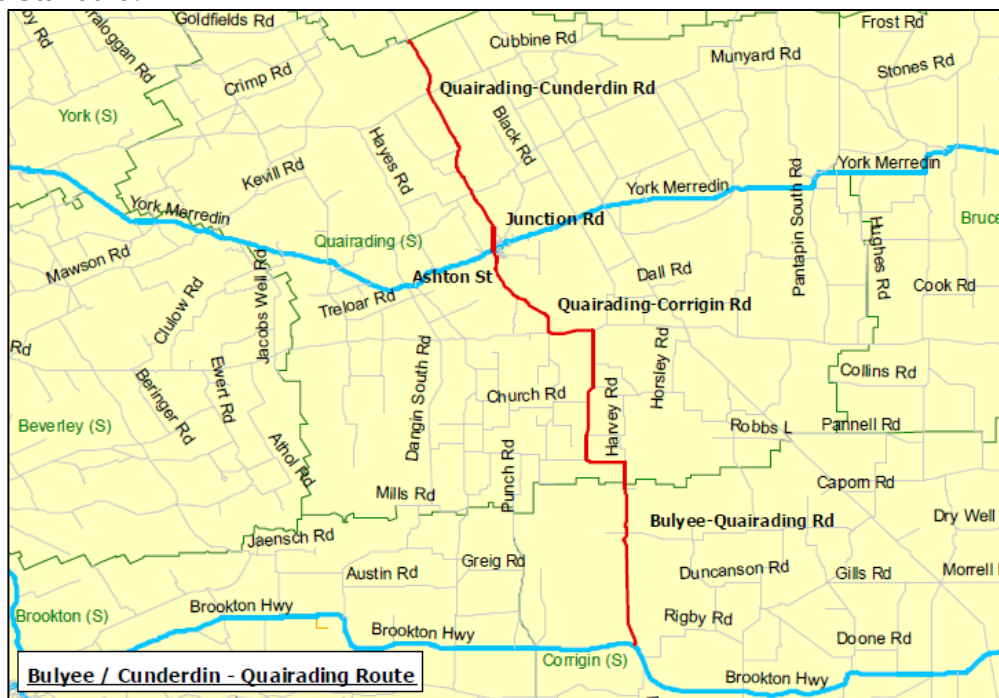 Goldfields Rd
Frost Rd
Cubbine Rd
Munyard Rd
Stones Rd
Crimp Rd
Quairading-Cunderdin Rd
York (S)
Black Rd
Hayes Rd
Kevill Rd
York Merredin
York Merredin
York Merredin
Junction Rd
Pantapin South Rd
Hughes Rd
Bruce
Quairading (S)
Mawson Rd
Jacobs Well Rd
Ashton St
Dall Rd
Cook Rd
Treloar Rd
Quairading-Corrigin Rd
Clulow Rd
Rd
Ewert Rd
Dangin South Rd
Horsley Rd
Collins Rd
Beringer Rd
Church Rd
Harvey Rd
Beverley (S)
Robbs L
Pannell Rd
Athol Rd
Punch Rd
Mills Rd
Caporn Rd
Bulyee-Quairading Rd
Dry Well
Jaensch Rd
Greig Rd
Austin Rd
Duncanson Rd
Gills Rd
Morrell
Brookton (S)
Brookton Hwy
Rigby Rd
Brookton Hwy
Doone Rd
Corrigin (S)
Brookton Hwy
Bulyee / Cunderdin - Quairading Route